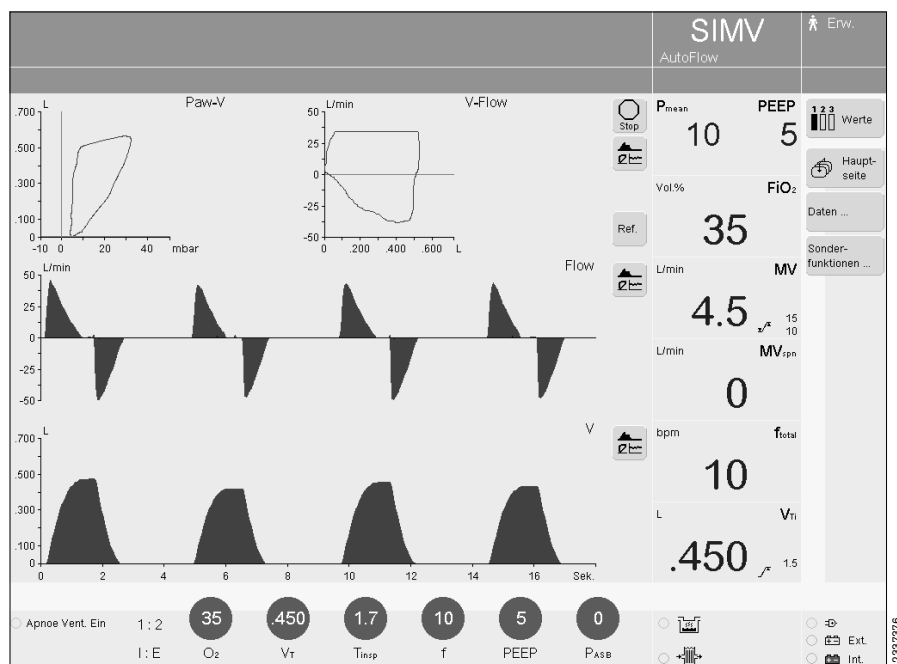 SIMV
AutoFlow
Erw.
Paw-V
L
.700
.500
.300
.100
0
-10 0 20 40 mbar
V-Flow
L/min
50
25
0
-25
-50
0 .200 .400 .600 L
Stop
Ref.
Flow
L/min
50
25
0
-25
-50
V
L
.700
.500
.300
.100
0
0 2 4 6 8 10 12 14 16 Sek.
Pmean PEEP
10 5
Vol.% FiO2
35
L/min MV
4.5 15
10
L/min MVspn
0
bpm ftotal
10
L VTi
.450 1.5
1 2 3
Werte
Haupt-
seite
Daten ...
Sonder-
funktionen ...
Apnoe Vent. Ein
1 : 2 35 .450 1.7 10 5 0
I : E O2 VT Tinsp f PEEP PASB
Ext.
Int.
2337376